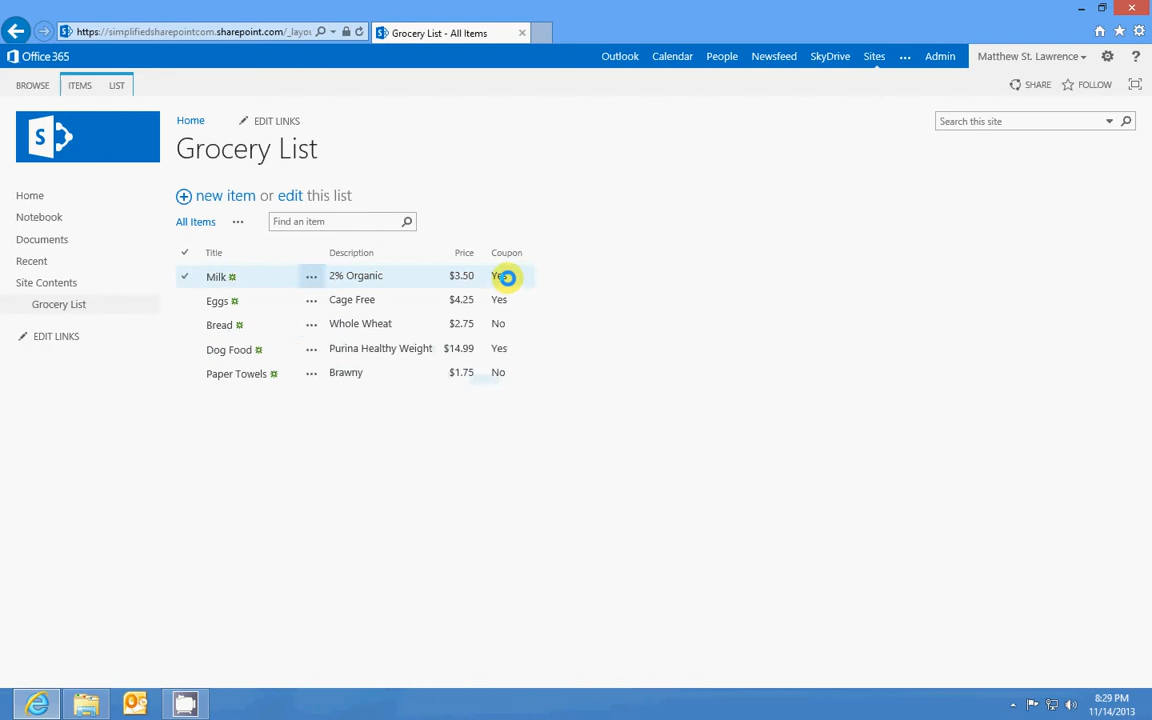 https://simplifiedsharepointcom.sharepoint.com/_layou
Grocery List - All Items
Office 365
Outlook Calendar People Newsfeed SkyDrive Sites ... Admin Matthew St. Lawrence ?
BROWSE ITEMS LIST
SHARE FOLLOW
S
Home EDIT LINKS
Search this site
Grocery List
Home
Notebook
Documents
Recent
Site Contents
Grocery List
EDIT LINKS
new item or edit this list
All Items ... Find an item
Title Description Price Coupon
Milk ... 2% Organic $3.50 Yes
Eggs ... Cage Free $4.25 Yes
Bread ... Whole Wheat $2.75 No
Dog Food ... Purina Healthy Weight $14.99 Yes
Paper Towels ... Brawny $1.75 No
8:29 PM
11/14/2013